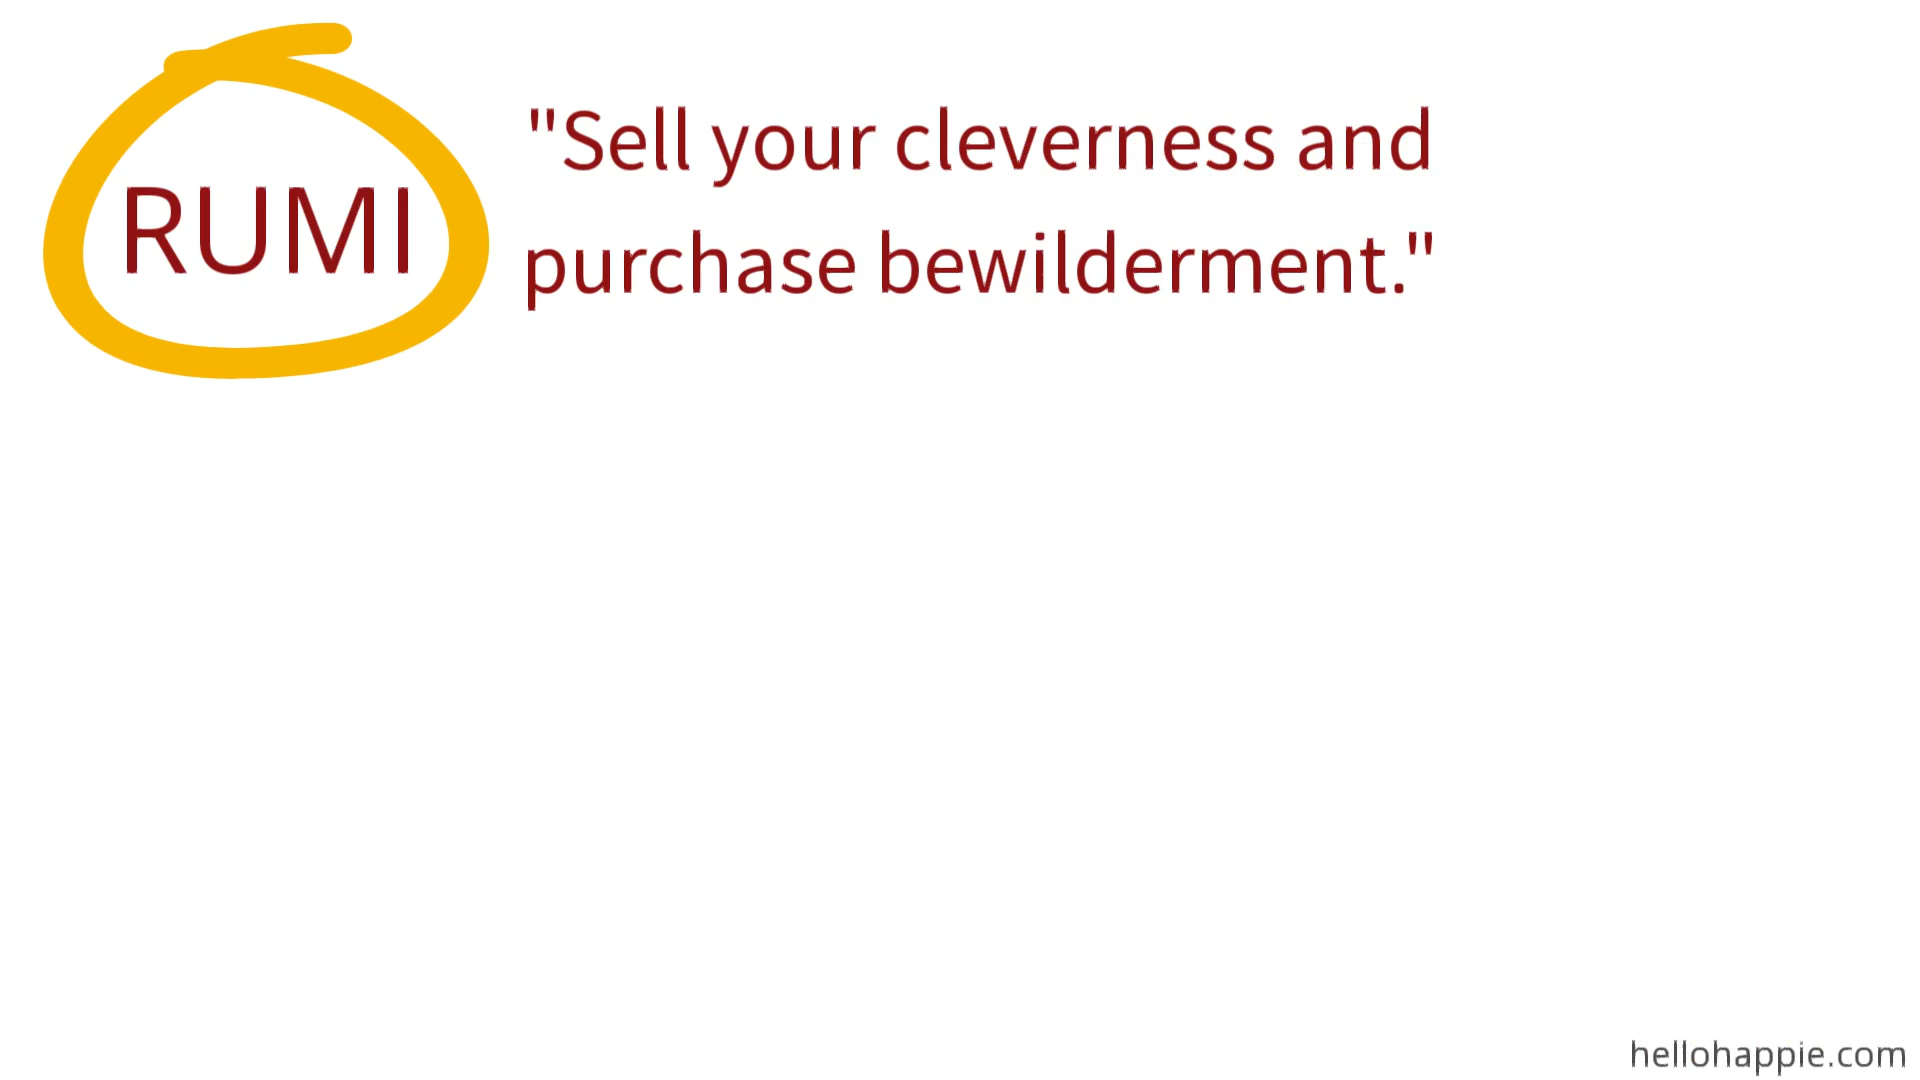 RUMI
"Sell your cleverness and
purchase bewilderment."
hellohappie.com